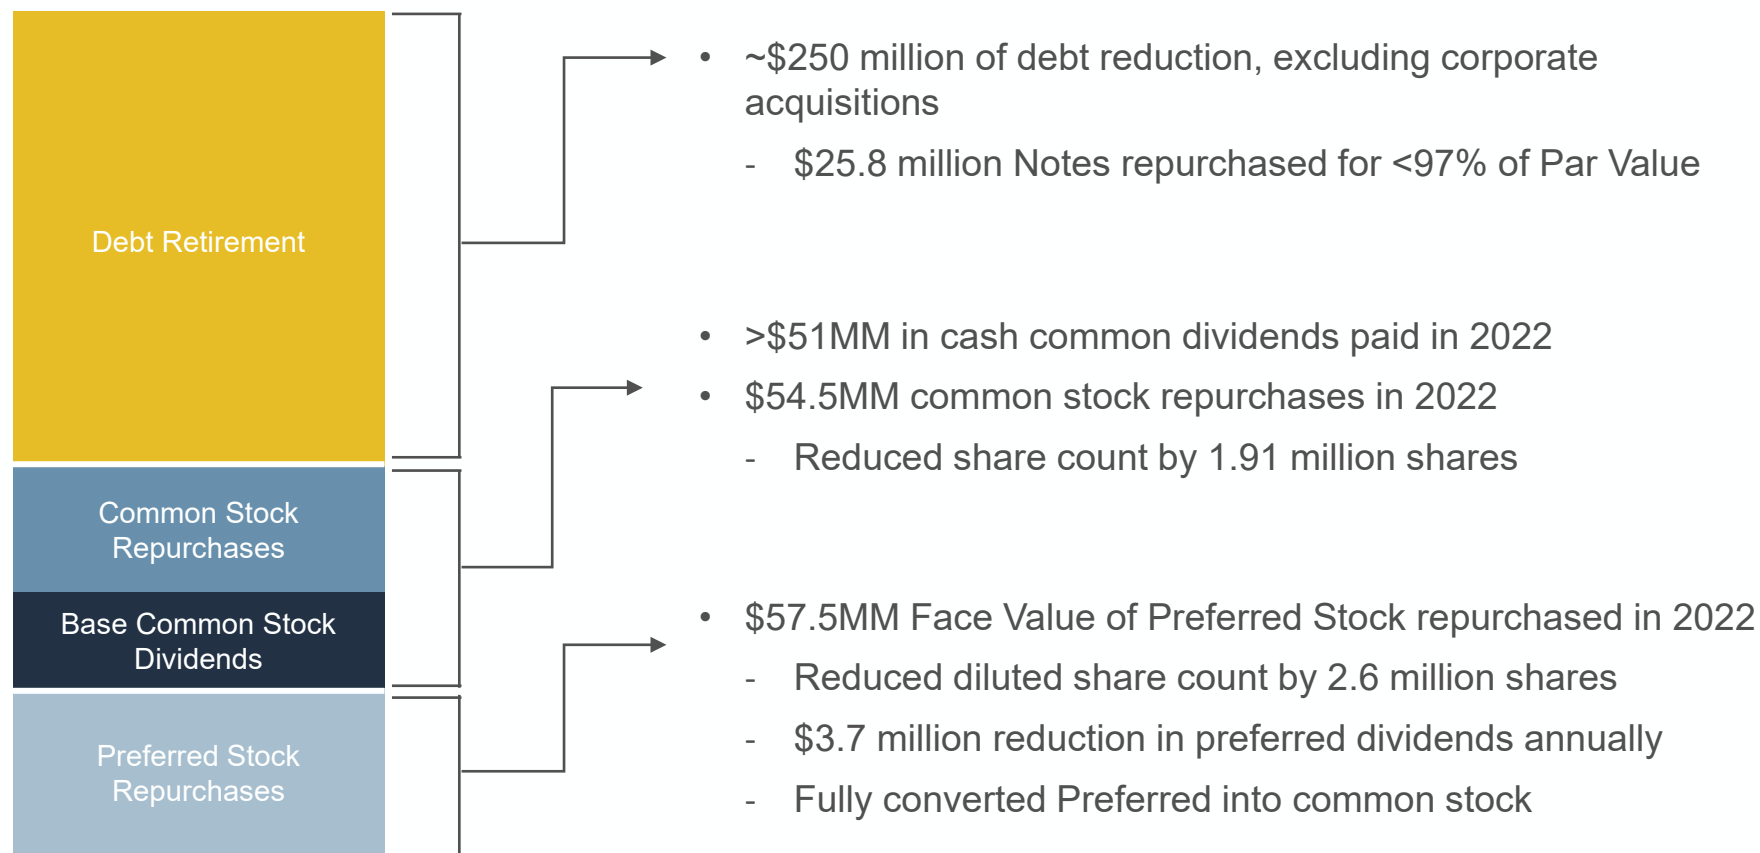 Debt Retirement
Common Stock
Repurchases
Base Common Stock
Dividends
Preferred Stock
Repurchases
• ~$250 million of debt reduction, excluding corporate
acquisitions
- $25.8 million Notes repurchased for <97% of Par Value
• >$51MM in cash common dividends paid in 2022
• $54.5MM common stock repurchases in 2022
- Reduced share count by 1.91 million shares
• $57.5MM Face Value of Preferred Stock repurchased in 2022
- Reduced diluted share count by 2.6 million shares
- $3.7 million reduction in preferred dividends annually
- Fully converted Preferred into common stock